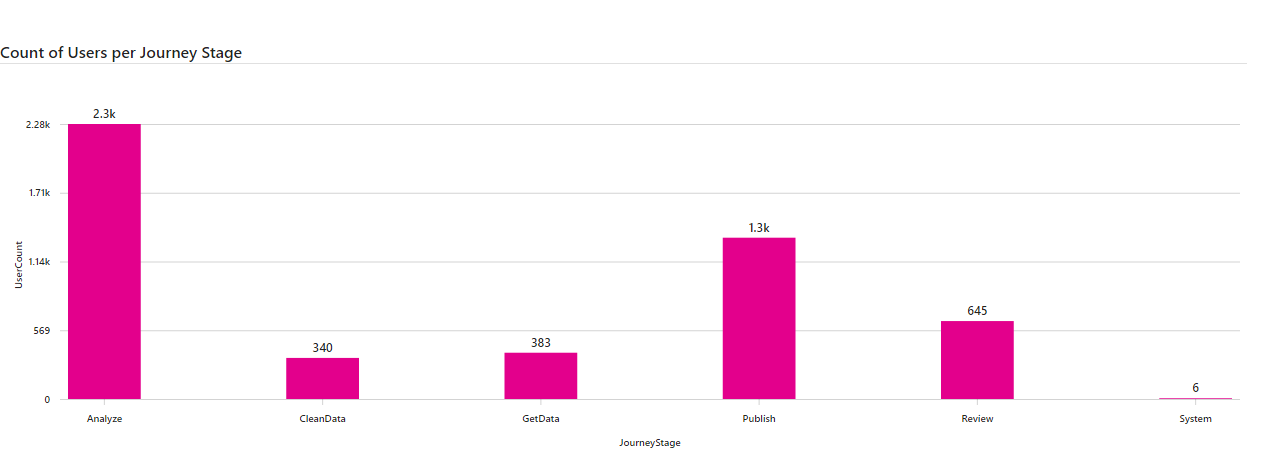 Count of Users per Journey Stage
2.3k
2.28k
1.71k
1.3k
1.14k
UserCount
645
569
383
340
6
0
Analyze CleanData GetData Publish Review System
JourneyStage